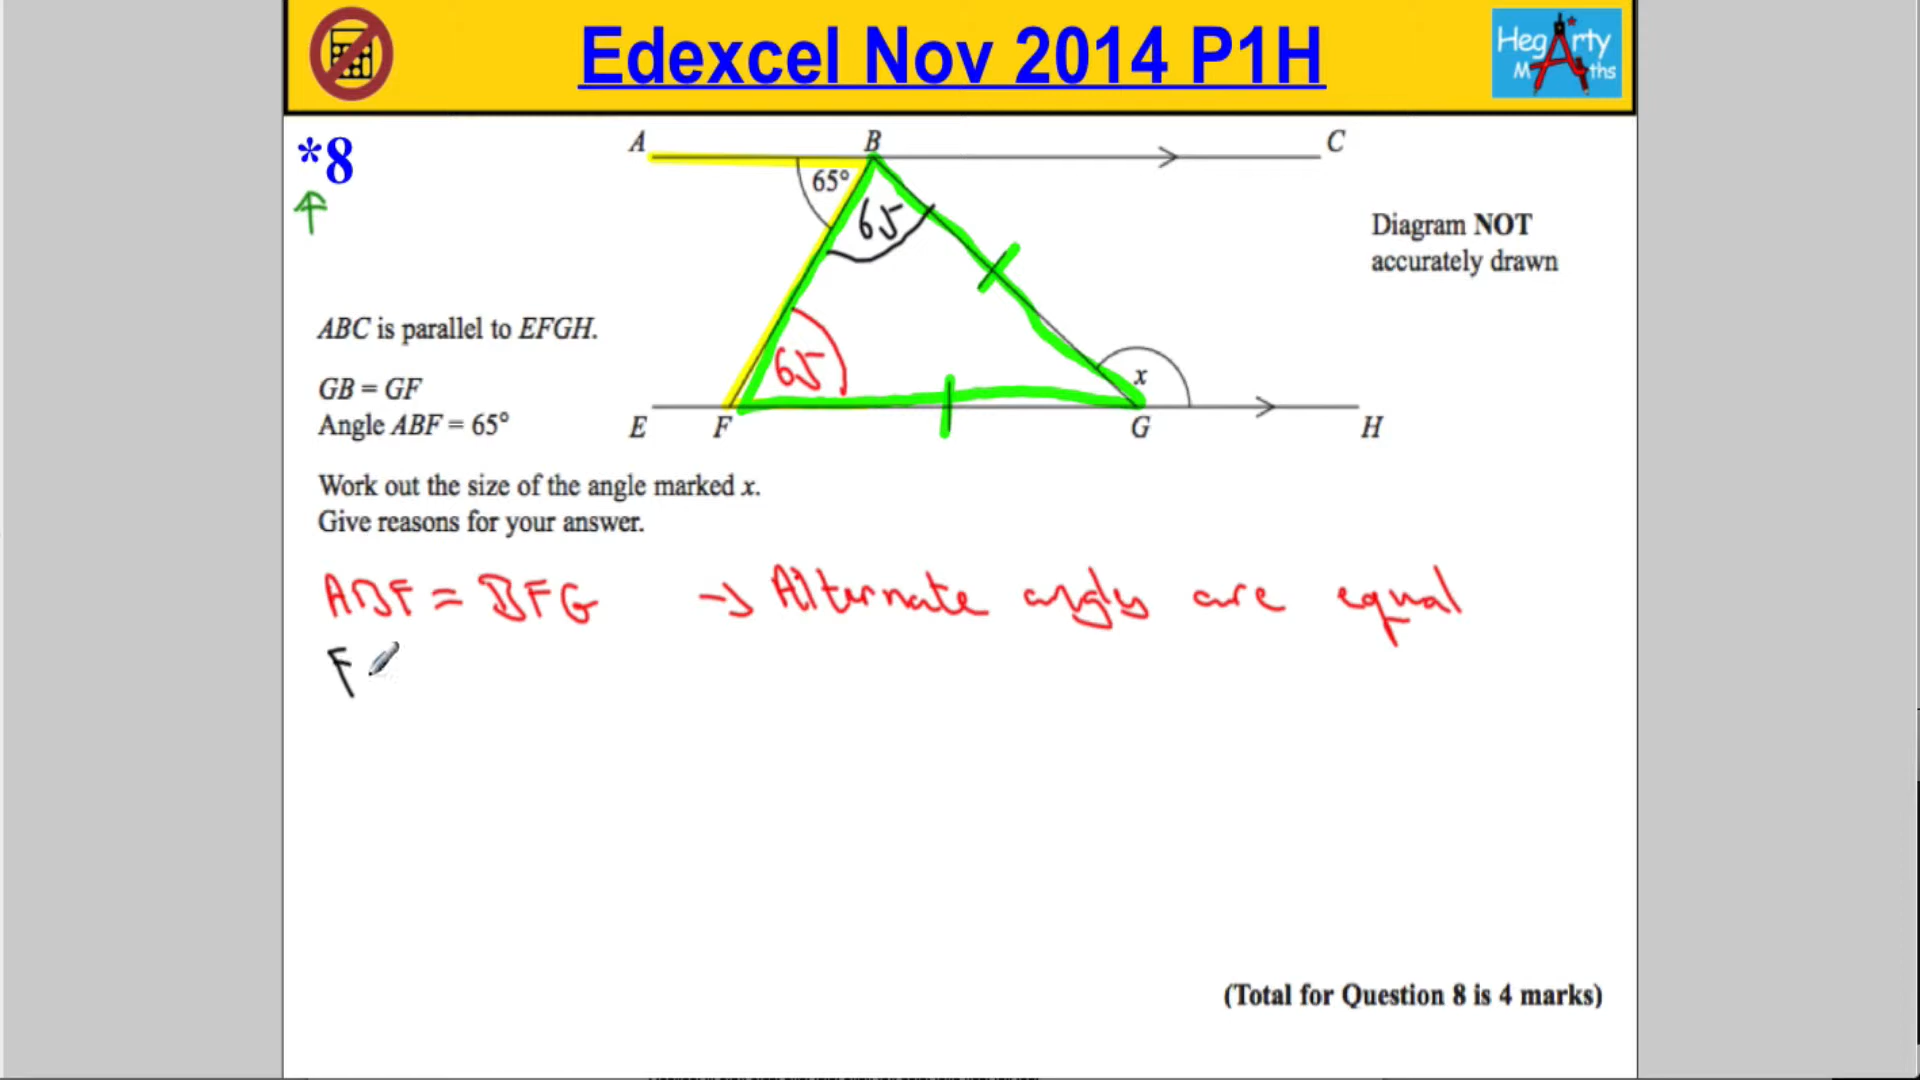 Edexcel Nov 2014 P1H
Hegarty
Maths
*8
A B C
65°
65
Diagram NOT
accurately drawn
ABC is parallel to EFGH.
65
x
GB = GF
Angle ABF = 65°
E F G H
Work out the size of the angle marked x.
Give reasons for your answer.
ABF = BFG → Alternate angles are equal
F
(Total for Question 8 is 4 marks)